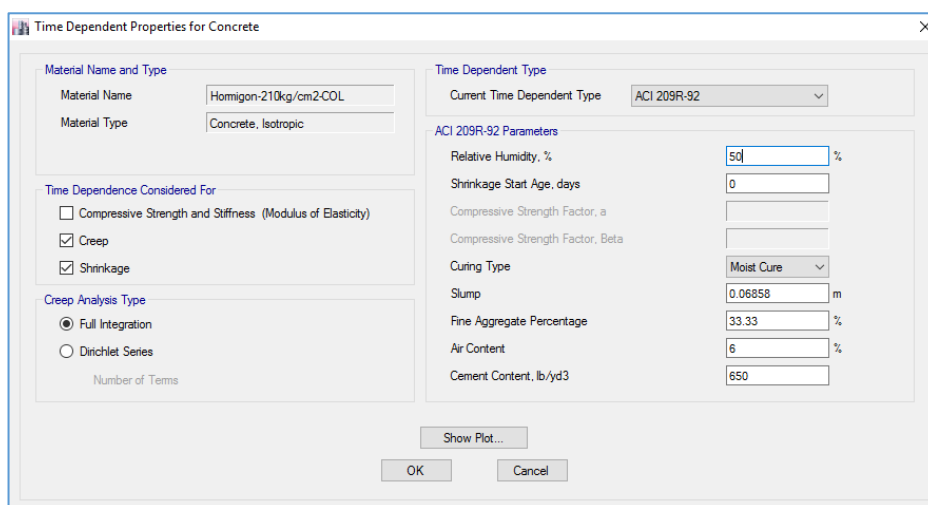 Time Dependent Properties for Concrete
Material Name and Type
Material Name Hormigon-210kg/cm2-COL
Material Type Concrete, Isotropic
Time Dependence Considered For
Compressive Strength and Stiffness (Modulus of Elasticity)
Creep
Shrinkage
Creep Analysis Type
Full Integration
Dirichlet Series
Number of Terms
Time Dependent Type
Current Time Dependent Type ACI 209R-92
ACI 209R-92 Parameters
Relative Humidity, % 50 %
Shrinkage Start Age, days 0
Compressive Strength Factor, a
Compressive Strength Factor, Beta
Curing Type Moist Cure
Slump 0.06858 m
Fine Aggregate Percentage 33.33 %
Air Content 6 %
Cement Content, lb/yd3 650
Show Plot...
OK Cancel